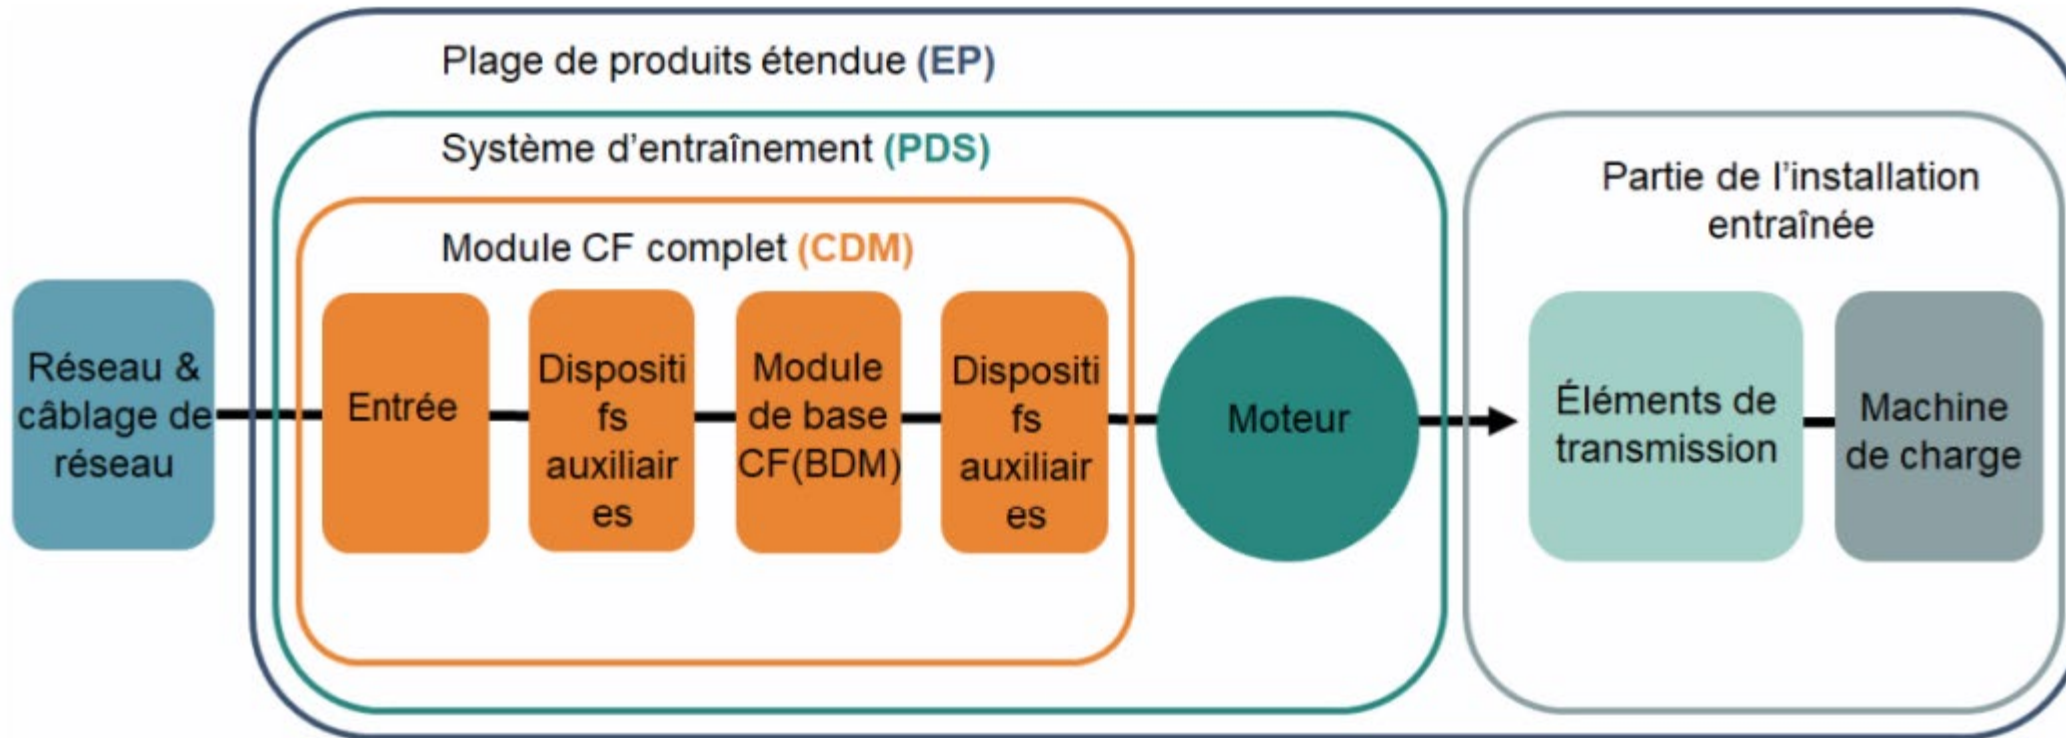 Plage de produits étendue (EP)
Système d’entraînement (PDS)
Module CF complet (CDM)
Réseau &
câblage de
réseau
Entrée
Dispositi
fs
auxiliair
es
Module
de base
CF(BDM)
Dispositi
fs
auxiliair
es
Moteur
Partie de l’installation
entraînée
Éléments de
transmission
Machine
de charge